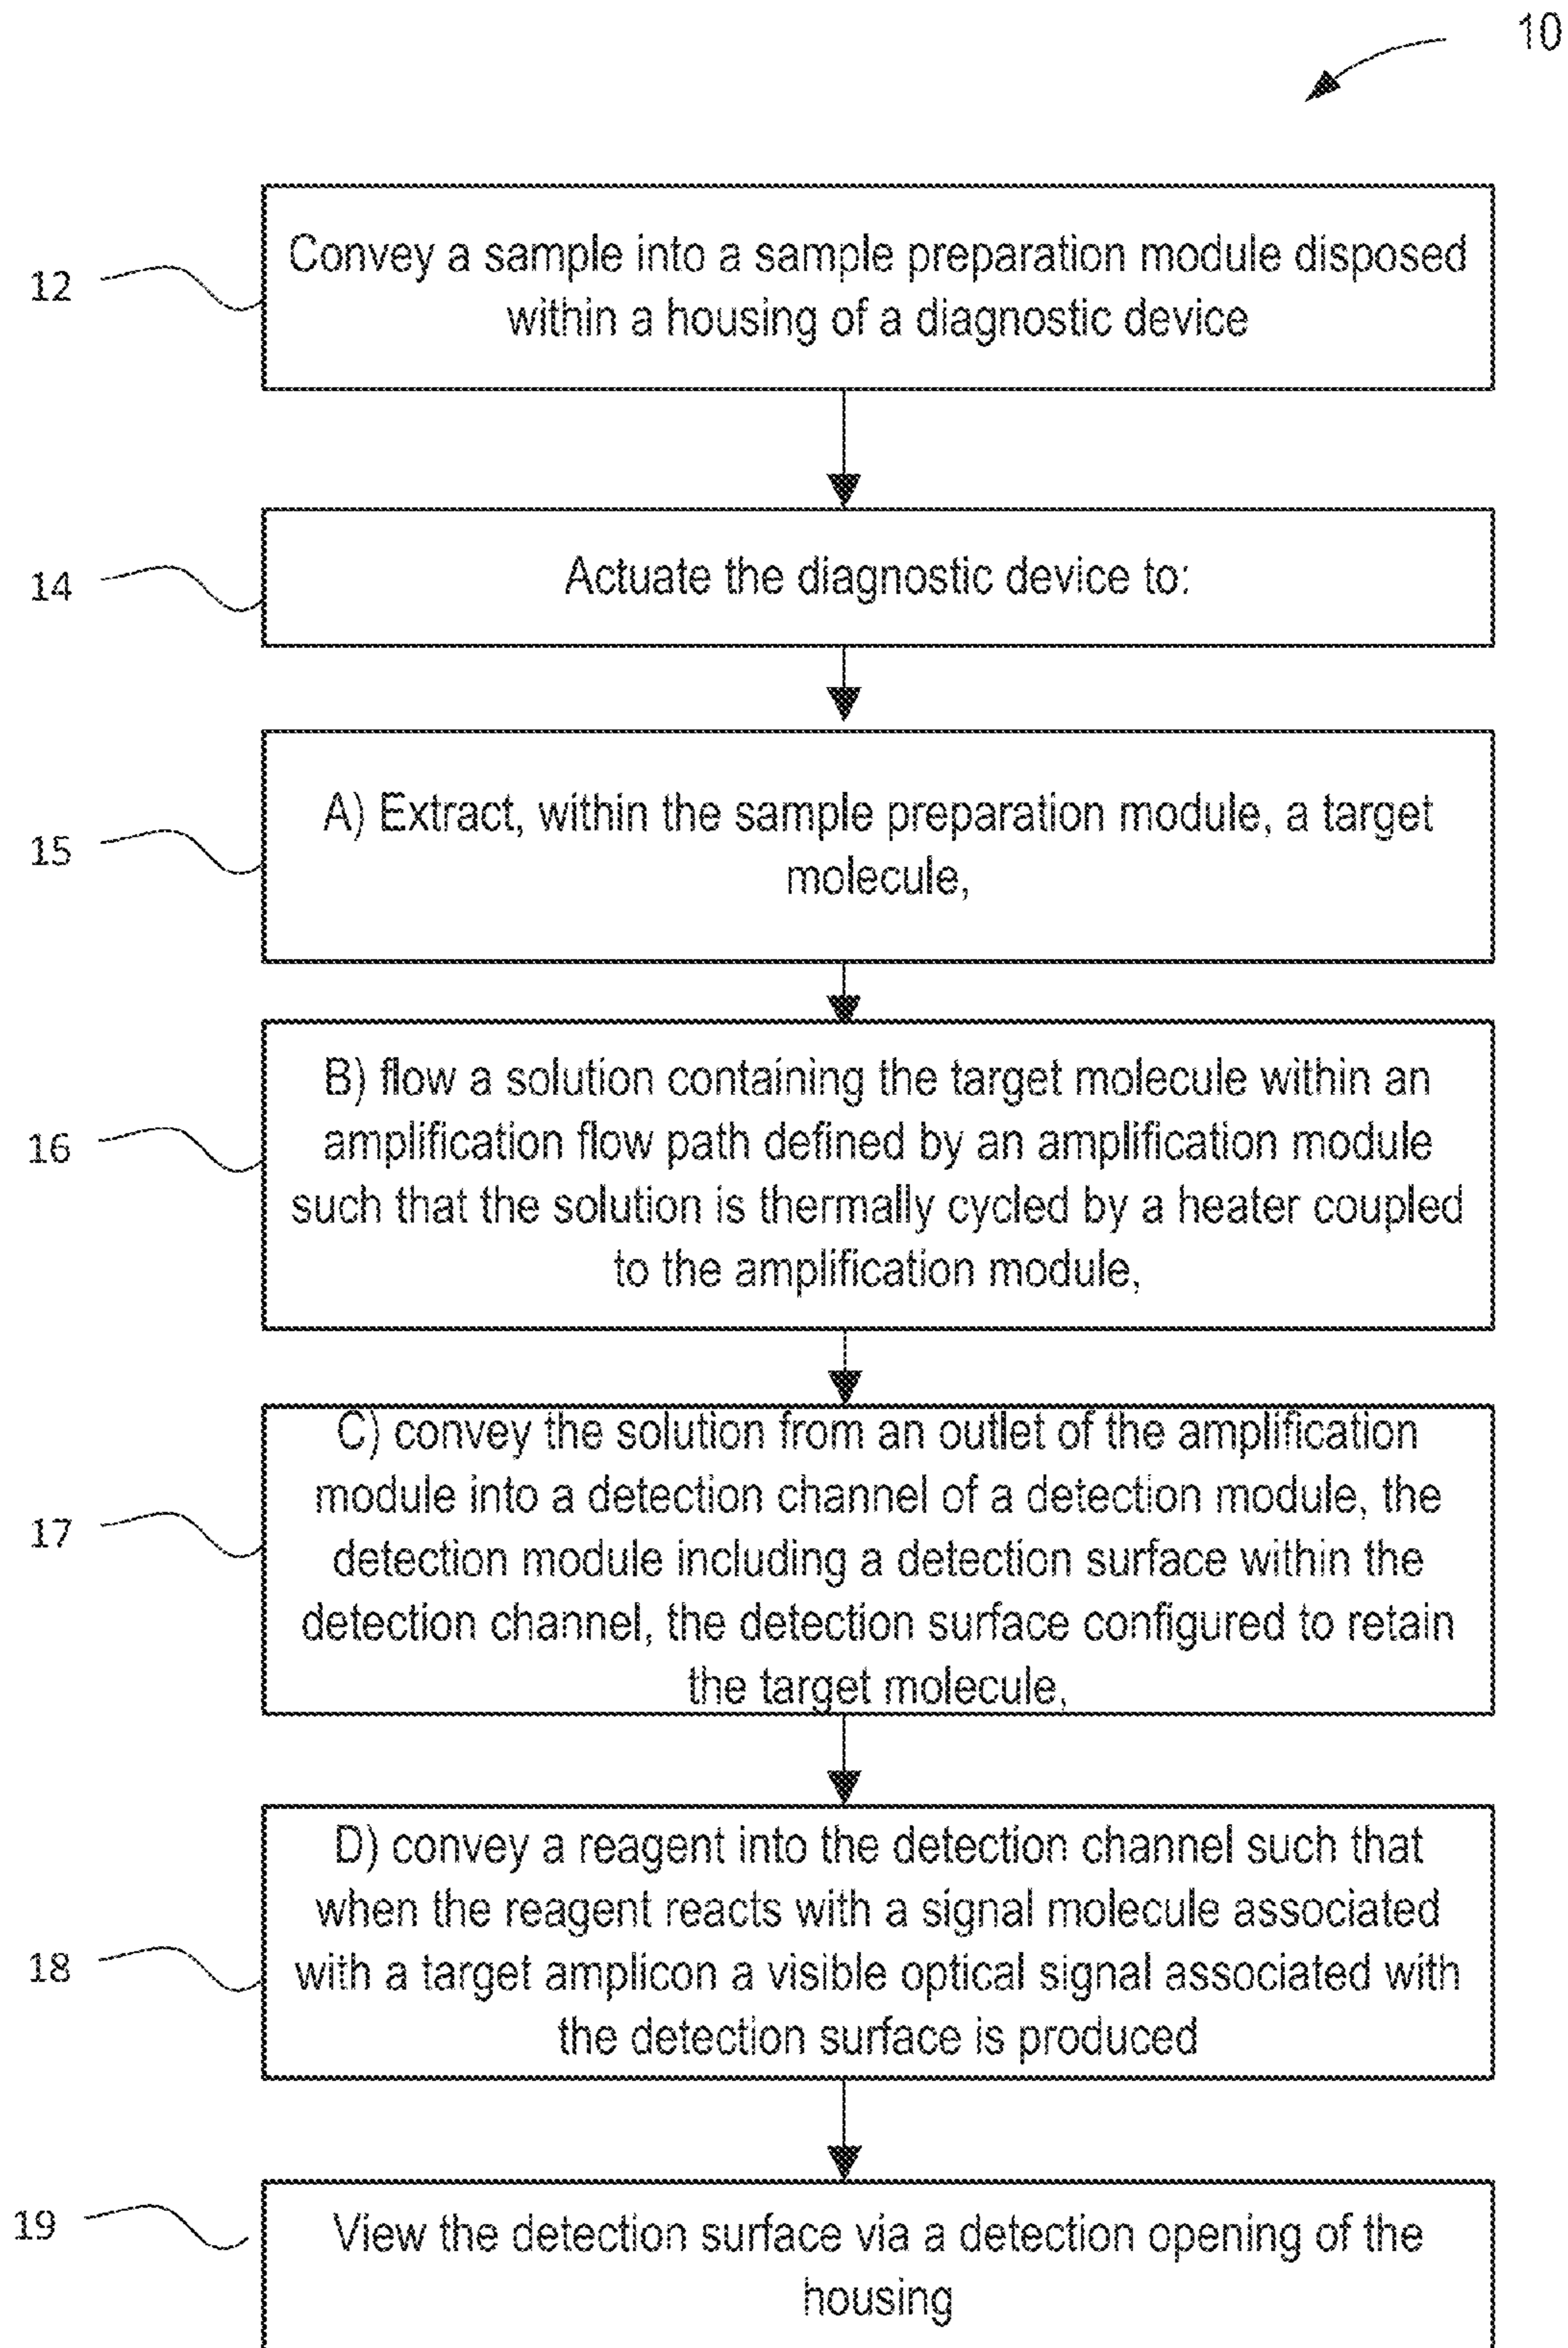 10
12
Convey a sample into a sample preparation module disposed
within a housing of a diagnostic device
14
Actuate the diagnostic device to:
15
A) Extract, within the sample preparation module, a target
molecule,
16
B) flow a solution containing the target molecule within an
amplification flow path defined by an amplification module
such that the solution is thermally cycled by a heater coupled
to the amplification module,
17
C) convey the solution from an outlet of the amplification
module into a detection channel of a detection module, the
detection module including a detection surface within the
detection channel, the detection surface configured to retain
the target molecule,
18
D) convey a reagent into the detection channel such that
when the reagent reacts with a signal molecule associated
with a target amplicon a visible optical signal associated with
the detection surface is produced
19
View the detection surface via a detection opening of the
housing